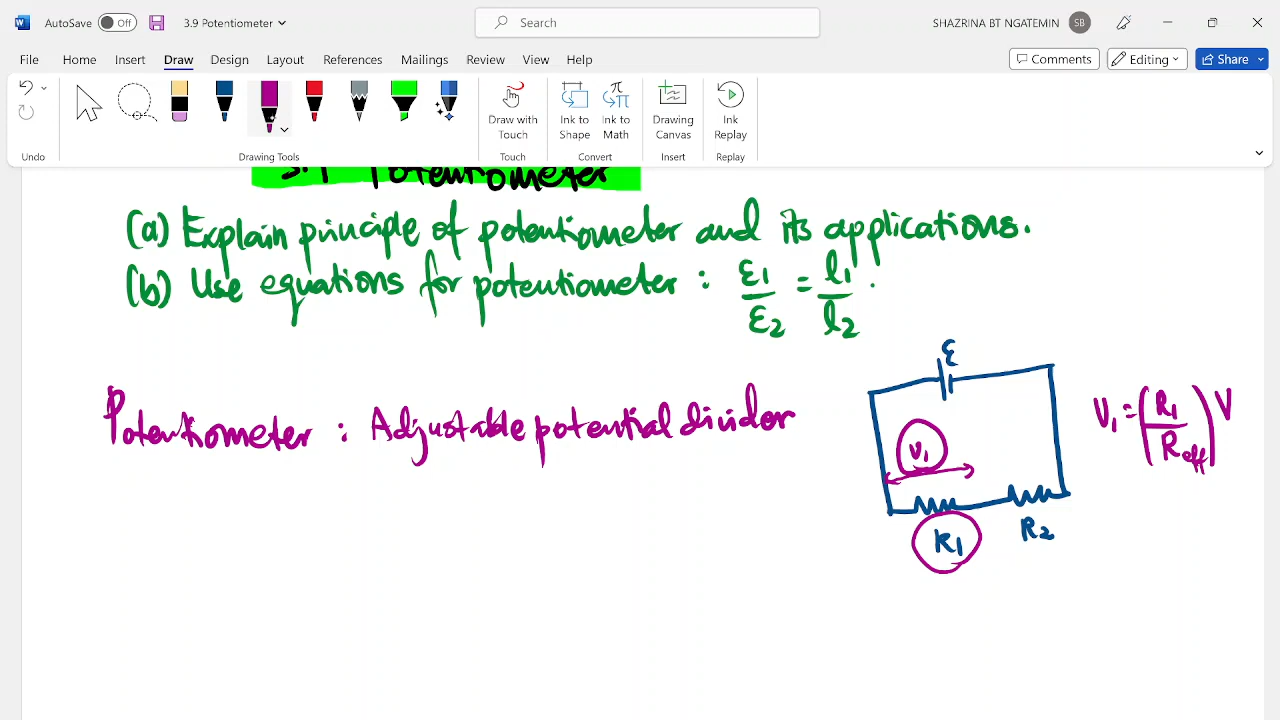 AutoSave Off 3.9 Potentiometer Search SHAZRINA BT NGATEMIN SB
File Home Insert Draw Design Layout References Mailings Review View Help Comments Editing Share
Draw with Touch
Ink to Shape
Ink to Math
Drawing Canvas
Ink Replay
Undo Drawing Tools Touch Convert Insert Replay
3.9 Potentiometer
(a) Explain principle of potentiometer and its applications.
(b) Use equations for potentiometer : ε1/ε2 = l1/l2.
ε
Potentiometer : Adjustable potential divider
V1 = (R1/Reff) V
V1
R1 R2